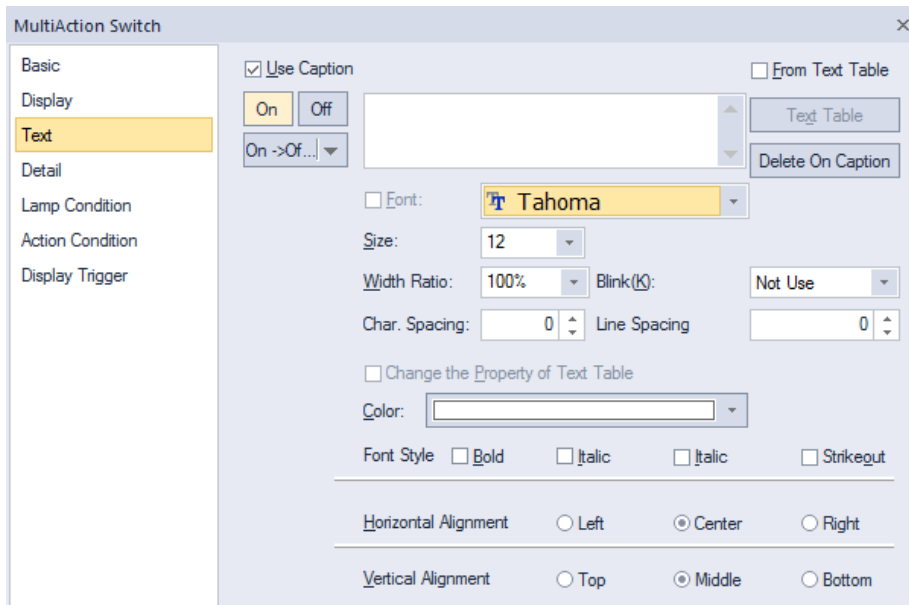 MultiAction Switch
Basic
Display
Text
Detail
Lamp Condition
Action Condition
Display Trigger
Use Caption
From Text Table
On Off
Text Table
On ->Of...
Delete On Caption
Font: Tahoma
Size: 12
Width Ratio: 100% Blink(K): Not Use
Char. Spacing: 0 Line Spacing 0
Change the Property of Text Table
Color:
Font Style Bold Italic Italic Strikeout
Horizontal Alignment Left Center Right
Vertical Alignment Top Middle Bottom